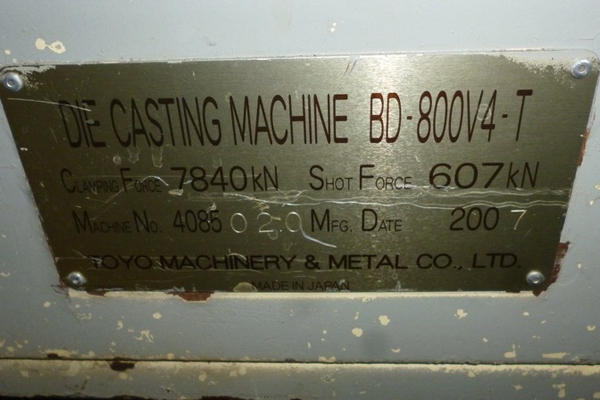 DIE CASTING MACHINE BD-800V4-T
CLAMPING FORCE 7840KN SHOT FORCE 607KN
MACHINE NO. 4085020 MFG. DATE 2007
TOYO MACHINERY & METAL CO., LTD.
MADE IN JAPAN